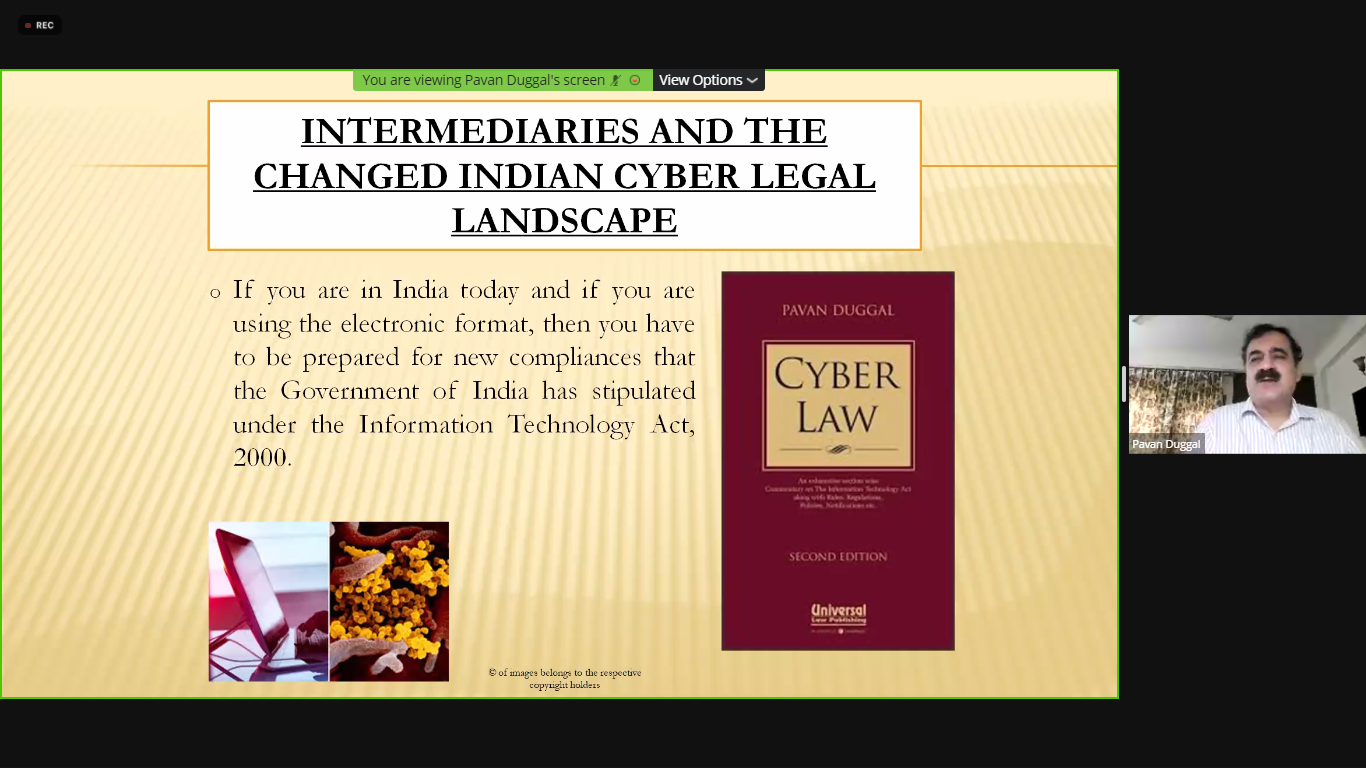 REC
You are viewing Pavan Duggal's screen
View Options
INTERMEDIARIES AND THE
CHANGED INDIAN CYBER LEGAL
LANDSCAPE
If you are in India today and if you are
using the electronic format, then you have
to be prepared for new compliances that
the Government of India has stipulated
under the Information Technology Act,
2000.
PAVAN DUGGAL
CYBER
LAW
An exhaustive section wise
Commentary on The Information Technology Act
along with Rules, Regulations,
Policies, Notifications etc.
SECOND EDITION
Universal
Law Publishing
© of images belongs to the respective
copyright holders
Pavan Duggal